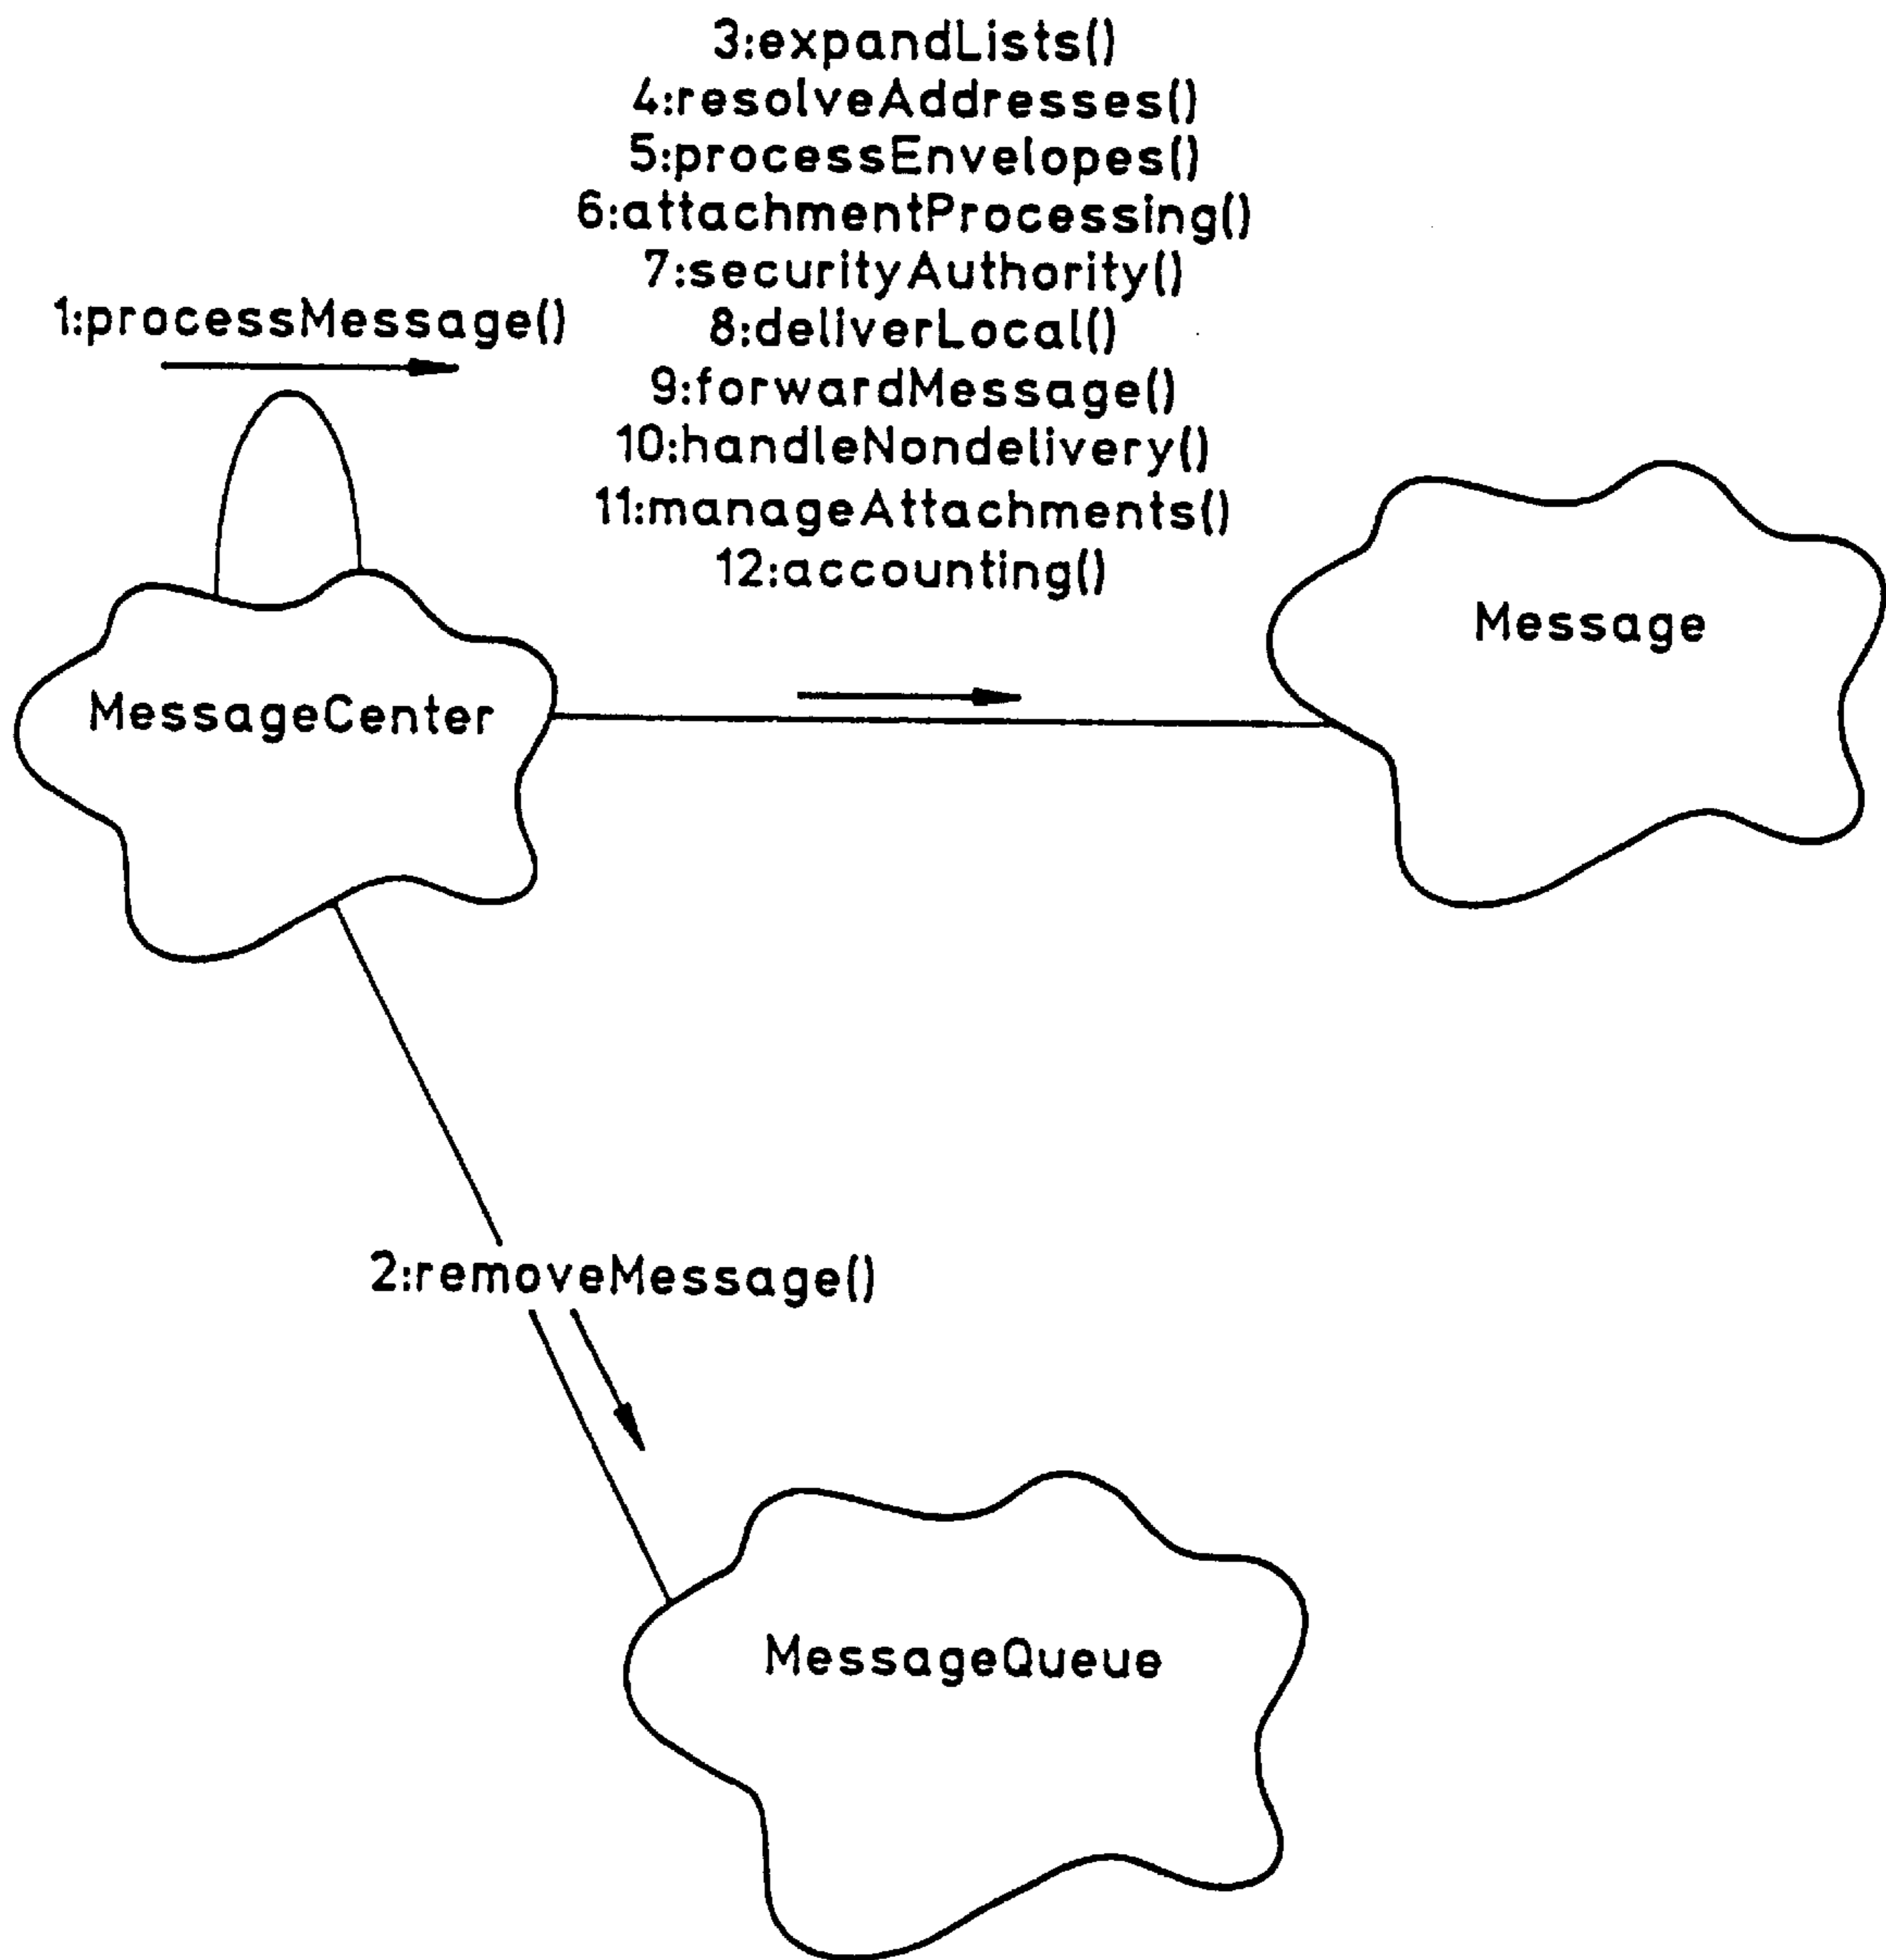 3:expandLists()
4:resolveAddresses()
5:processEnvelopes()
6:attachmentProcessing()
7:securityAuthority()
1:processMessage()
8:deliverLocal()
9:forwardMessage()
10:handleNondelivery()
11:manageAttachments()
12:accounting()
Message
MessageCenter
2:removeMessage()
MessageQueue